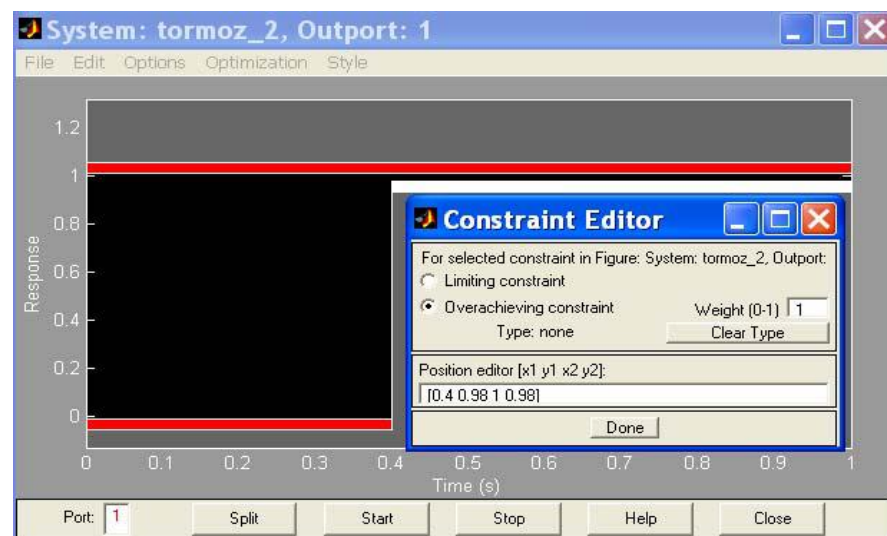 System: tormoz_2, Outport: 1
File Edit Options Optimization Style
1.2
1
0.8
0.6
0.4
0.2
0
Response
0 0.1 0.2 0.3 0.4 0.5 0.6 0.7 0.8 0.9 1
Time (s)
Constraint Editor
For selected constraint in Figure: System: tormoz_2, Outport:
Limiting constraint
Overachieving constraint Weight (0-1) 1
Type: none Clear Type
Position editor [x1 y1 x2 y2]:
[0.4 0.98 1 0.98]
Done
Port: 1 Split Start Stop Help Close